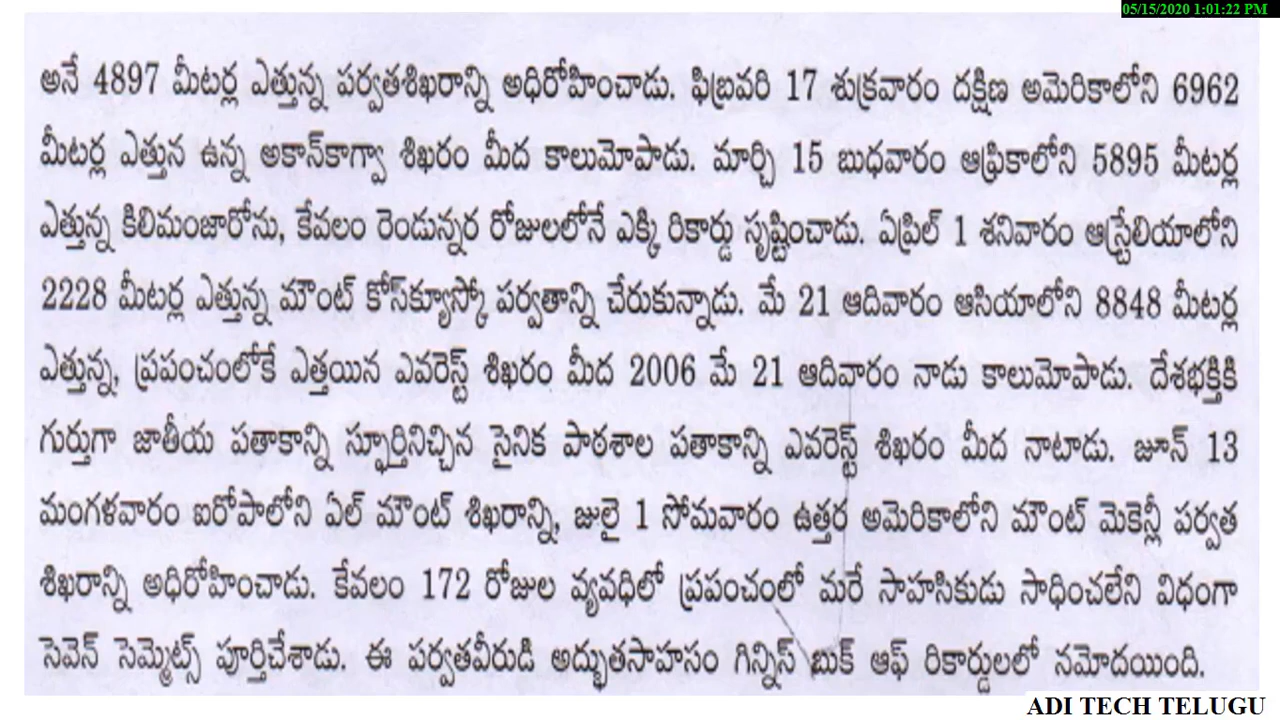 05/15/2020 1:01:22 PM
అనే 4897 మీటర్ల ఎత్తున్న పర్వతశిఖరాన్ని అధిరోహించాడు. ఫిబ్రవరి 17 శుక్రవారం దక్షిణ అమెరికాలోని 6962
మీటర్ల ఎత్తున ఉన్న అకాన్‌కాగ్వా శిఖరం మీద కాలుమోపాడు. మార్చి 15 బుధవారం ఆఫ్రికాలోని 5895 మీటర్ల
ఎత్తున్న కిలిమంజారోను, కేవలం రెండున్నర రోజులలోనే ఎక్కి రికార్డు సృష్టించాడు. ఏప్రిల్ 1 శనివారం ఆస్ట్రేలియాలోని
2228 మీటర్ల ఎత్తున్న మౌంట్ కోస్‌క్యూస్కో పర్వతాన్ని చేరుకున్నాడు. మే 21 ఆదివారం ఆసియాలోని 8848 మీటర్ల
ఎత్తున్న, ప్రపంచంలోకే ఎత్తయిన ఎవరెస్ట్ శిఖరం మీద 2006 మే 21 ఆదివారం నాడు కాలుమోపాడు. దేశభక్తికి
గుర్తుగా జాతీయ పతాకాన్ని స్ఫూర్తినిచ్చిన సైనిక పాఠశాల పతాకాన్ని ఎవరెస్ట్ శిఖరం మీద నాటాడు. జూన్ 13
మంగళవారం ఐరోపాలోని ఏల్ మౌంట్ శిఖరాన్ని, జులై 1 సోమవారం ఉత్తర అమెరికాలోని మౌంట్ మెకెన్లీ పర్వత
శిఖరాన్ని అధిరోహించాడు. కేవలం 172 రోజుల వ్యవధిలో ప్రపంచంలో మరే సాహసికుడు సాధించలేని విధంగా
సెవెన్ సెమ్మెట్స్ పూర్తిచేశాడు. ఈ పర్వతవీరుడి అద్భుతసాహసం గిన్నిస్ బుక్ ఆఫ్ రికార్డులలో నమోదయింది.
ADI TECH TELUGU